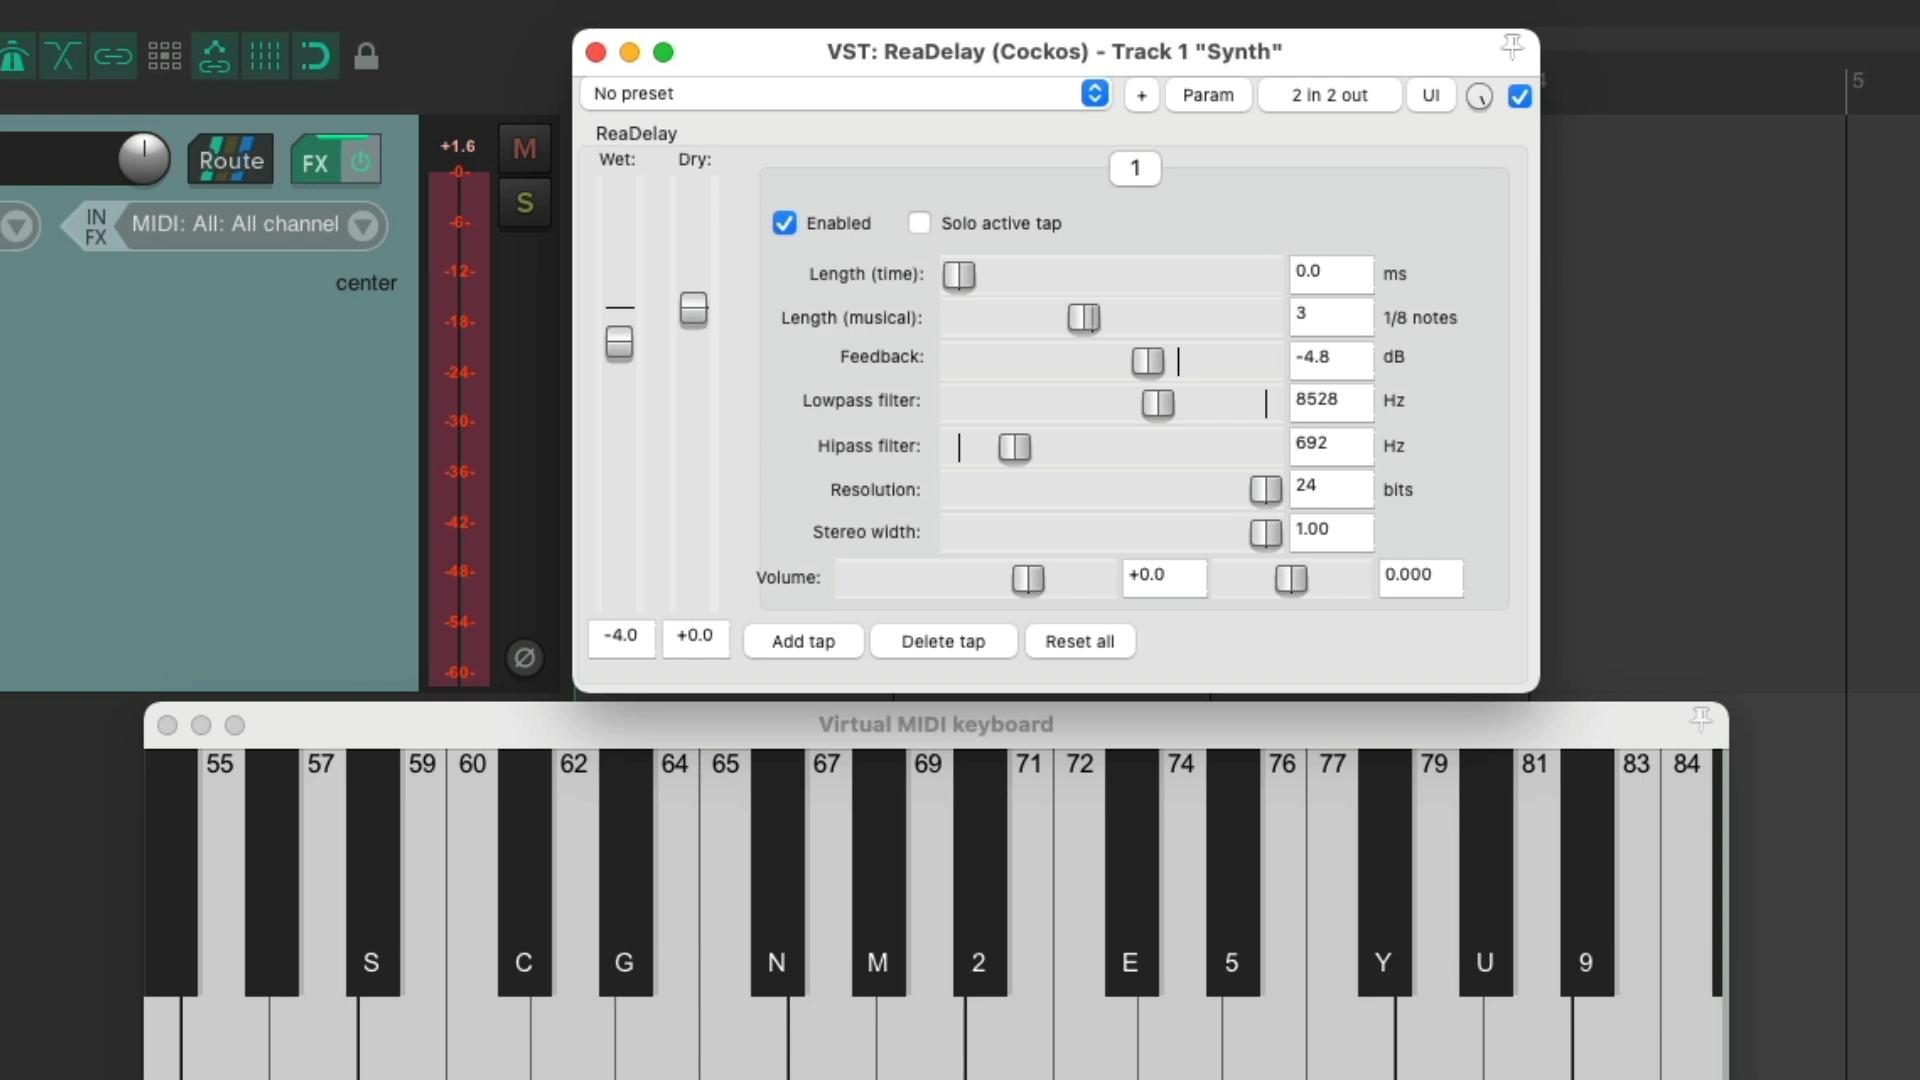 VST: ReaDelay (Cockos) - Track 1 "Synth"
No preset
+
Param
2 in 2 out
UI
5
ReaDelay
Wet:
Dry:
1
Enabled
Solo active tap
Length (time):
0.0
ms
Length (musical):
3
1/8 notes
Feedback:
-4.8
dB
Lowpass filter:
8528
Hz
Hipass filter:
692
Hz
Resolution:
24
bits
Stereo width:
1.00
Volume:
+0.0
0.000
-4.0
+0.0
Add tap
Delete tap
Reset all
Route
FX
IN
FX
MIDI: All: All channel
center
+1.6
-0-
-6-
-12-
-18-
-24-
-30-
-36-
-42-
-48-
-54-
-60-
M
S
Virtual MIDI keyboard
55 57 59 60 62 64 65 67 69 71 72 74 76 77 79 81 83 84
S C G N M 2 E 5 Y U 9